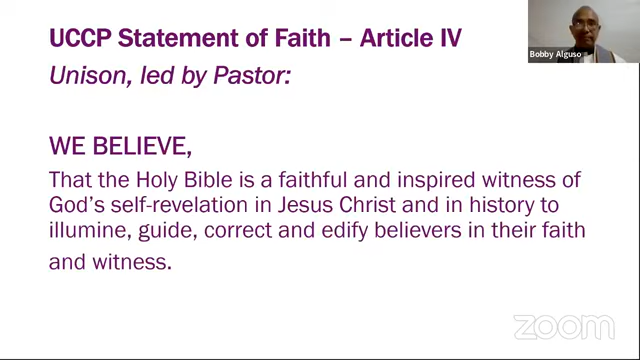 UCCP Statement of Faith – Article IV
Unison, led by Pastor:
Bobby Alguso
WE BELIEVE,
That the Holy Bible is a faithful and inspired witness of
God's self-revelation in Jesus Christ and in history to
illumine, guide, correct and edify believers in their faith
and witness.
zoom